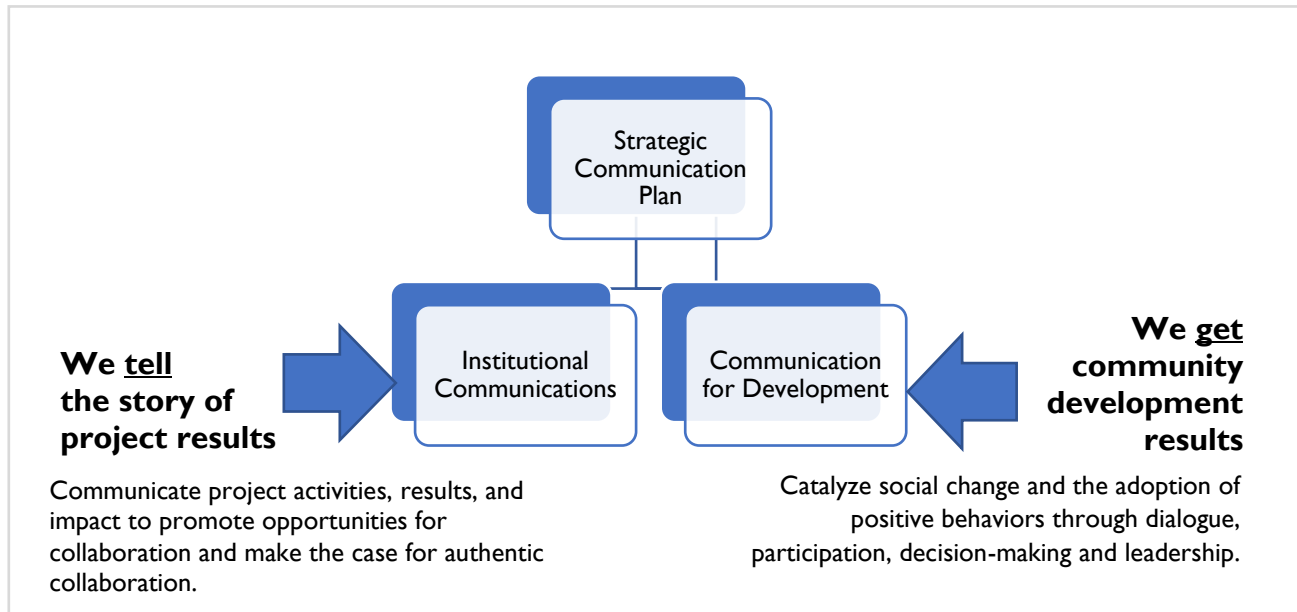 Strategic
Communication
Plan
Institutional
Communications
Communication
for Development
We tell
the story of
project results
We get
community
development
results
Communicate project activities, results, and
impact to promote opportunities for
collaboration and make the case for authentic
collaboration.
Catalyze social change and the adoption of
positive behaviors through dialogue,
participation, decision-making and leadership.